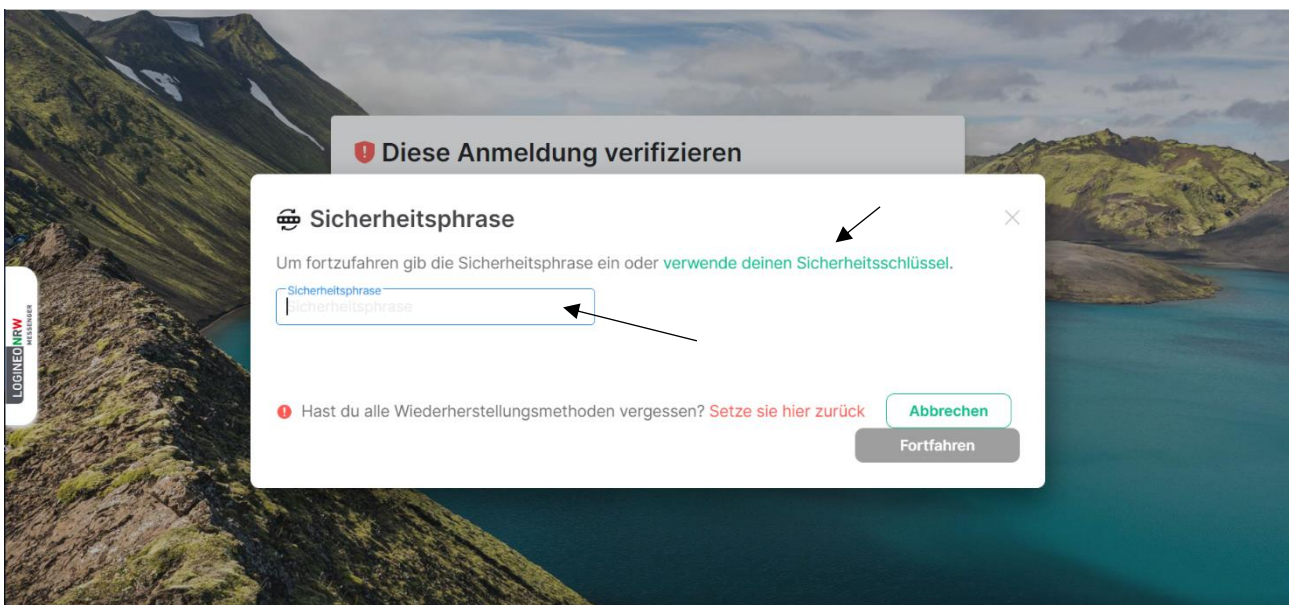 Diese Anmeldung verifizieren
Sicherheitsphrase
Um fortzufahren gib die Sicherheitsphrase ein oder verwende deinen Sicherheitsschlüssel.
Sicherheitsphrase
Sicherheitsphrase
LOGINEO NRW
MESSENGER
Hast du alle Wiederherstellungsmethoden vergessen? Setze sie hier zurück
Abbrechen
Fortfahren